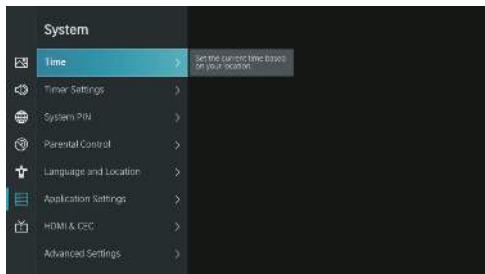 System
Time
Set the current time based
on your location.
Timer Settings
System PIN
Parental Control
Language and Location
Application Settings
HDMI & CEC
Advanced Settings